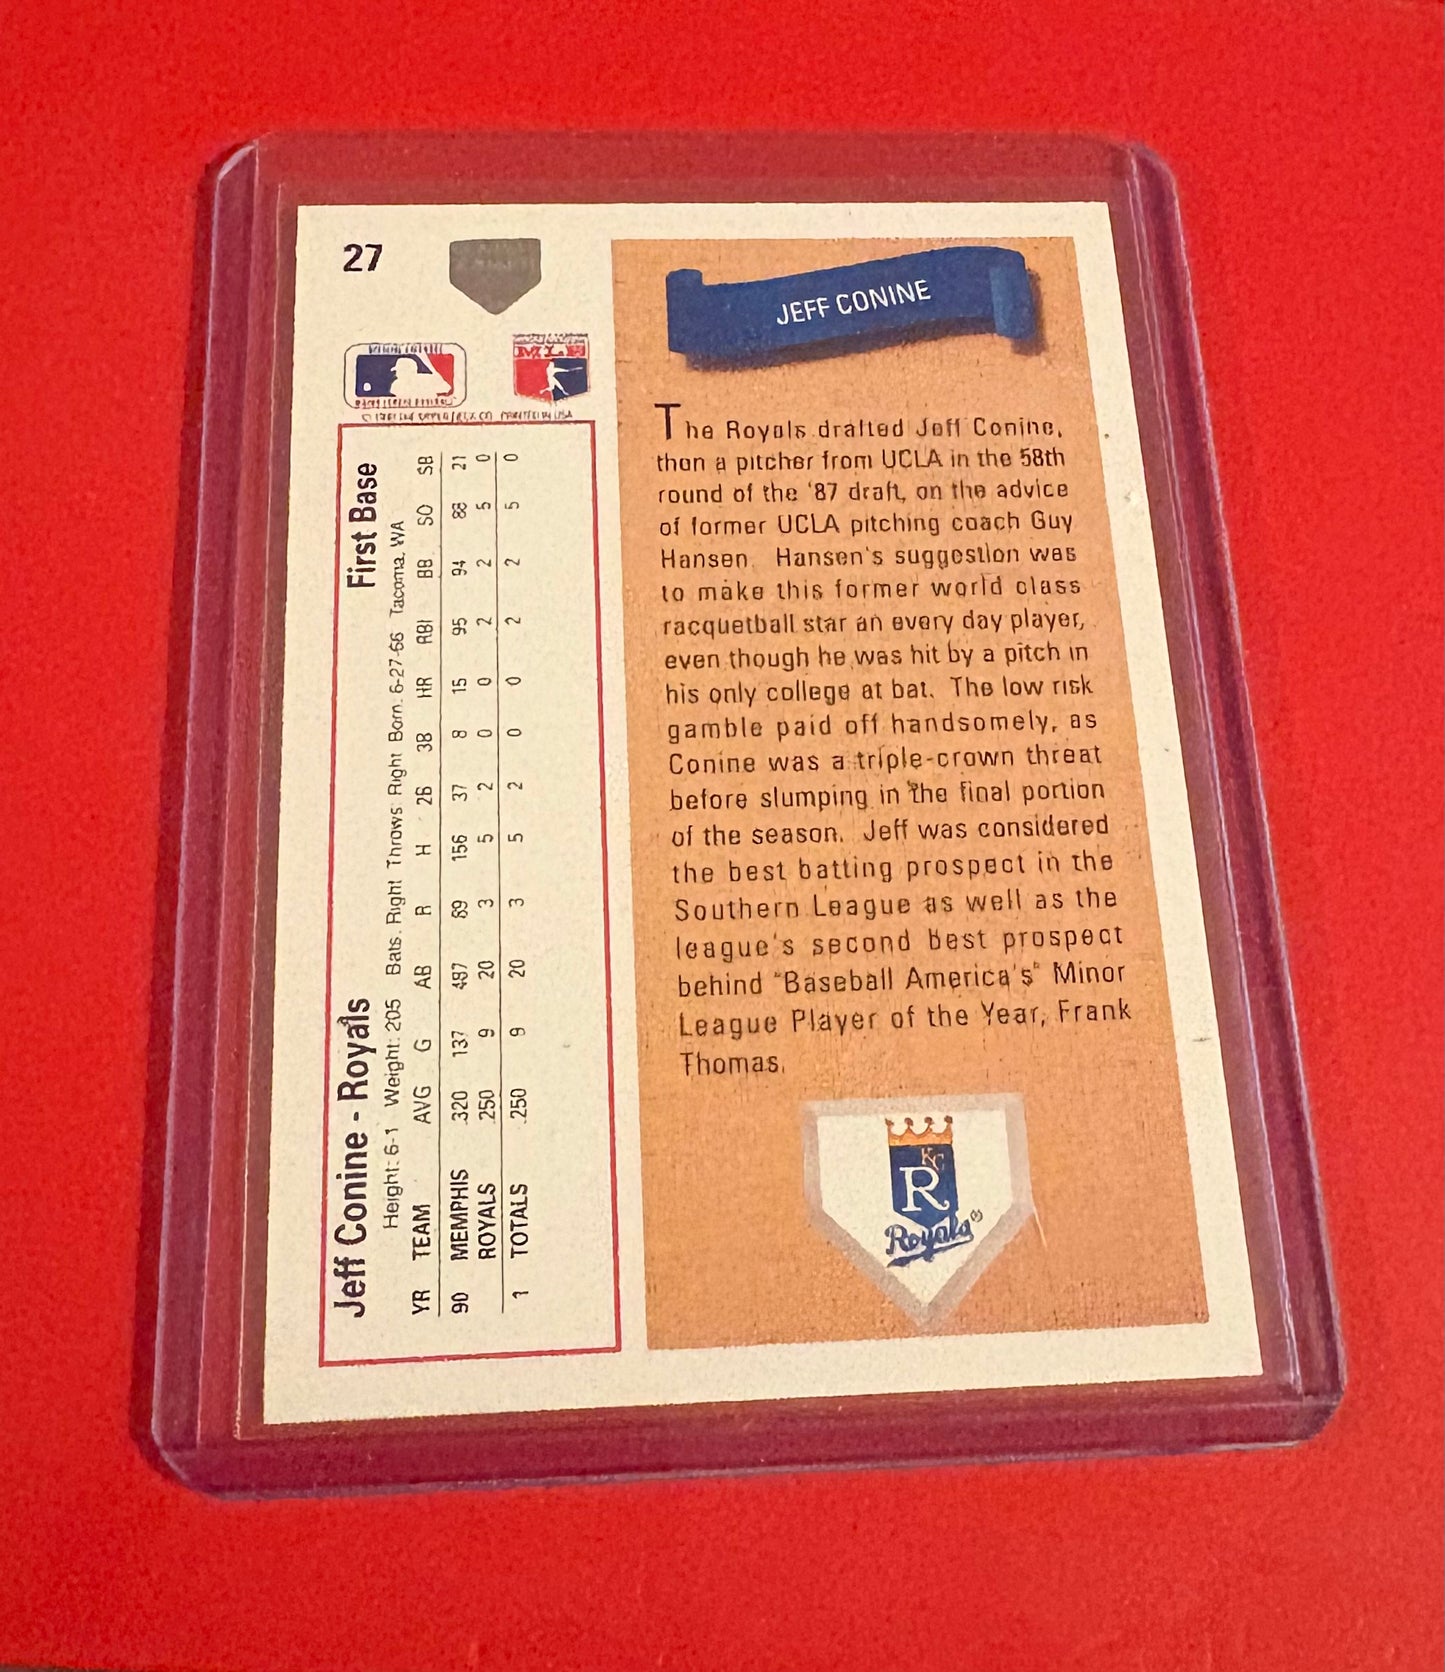 27
JEFF CONINE
The Royals drafted Jeff Conine,
then a pitcher from UCLA in the 58th
round of the '87 draft, on the advice
of former UCLA pitching coach Guy
Hansen. Hansen's suggestion was
to make this former world class
racquetball star an every day player,
even though he was hit by a pitch in
his only college at bat. The low risk
gamble paid off handsomely, as
Conine was a triple-crown threat
before slumping in the final portion
of the season. Jeff was considered
the best batting prospect in the
Southern League as well as the
league's second best prospect
behind "Baseball America's" Minor
League Player of the Year, Frank
Thomas.
KC
R
Royals®
Jeff Conine - Royals First Base
Height: 6-1 Weight: 205 Bats: Right Throws: Right Born: 6-27-66 Tacoma, WA
YR TEAM AVG G AB R H 2B 3B HR RBI BB SO SB
90 MEMPHIS .320 137 487 89 156 37 8 15 95 94 88 21
ROYALS .250 9 20 3 5 2 0 0 2 2 5 0
1 TOTALS .250 9 20 3 5 2 0 0 2 2 5 0
PRINTED IN USA